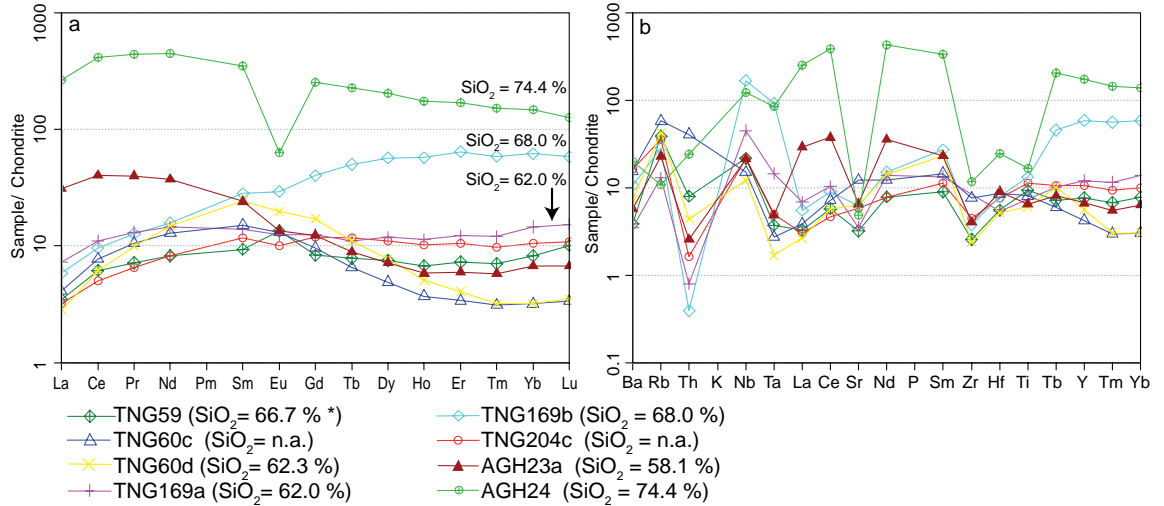 a
b
1000
100
10
1
Sample/ Chondrite
SiO2 = 74.4 %
SiO2 = 68.0 %
SiO2 = 62.0 %
La Ce Pr Nd Pm Sm Eu Gd Tb Dy Ho Er Tm Yb Lu
1000
100
10
1
0.1
Sample/ Chondrite
Ba Rb Th K Nb Ta La Ce Sr Nd P Sm Zr Hf Ti Tb Y Tm Yb
TNG59 (SiO2= 66.7 % *)
TNG60c (SiO2= n.a.)
TNG60d (SiO2= 62.3 %)
TNG169a (SiO2= 62.0 %)
TNG169b (SiO2= 68.0 %)
TNG204c (SiO2= n.a.)
AGH23a (SiO2= 58.1 %)
AGH24 (SiO2= 74.4 %)